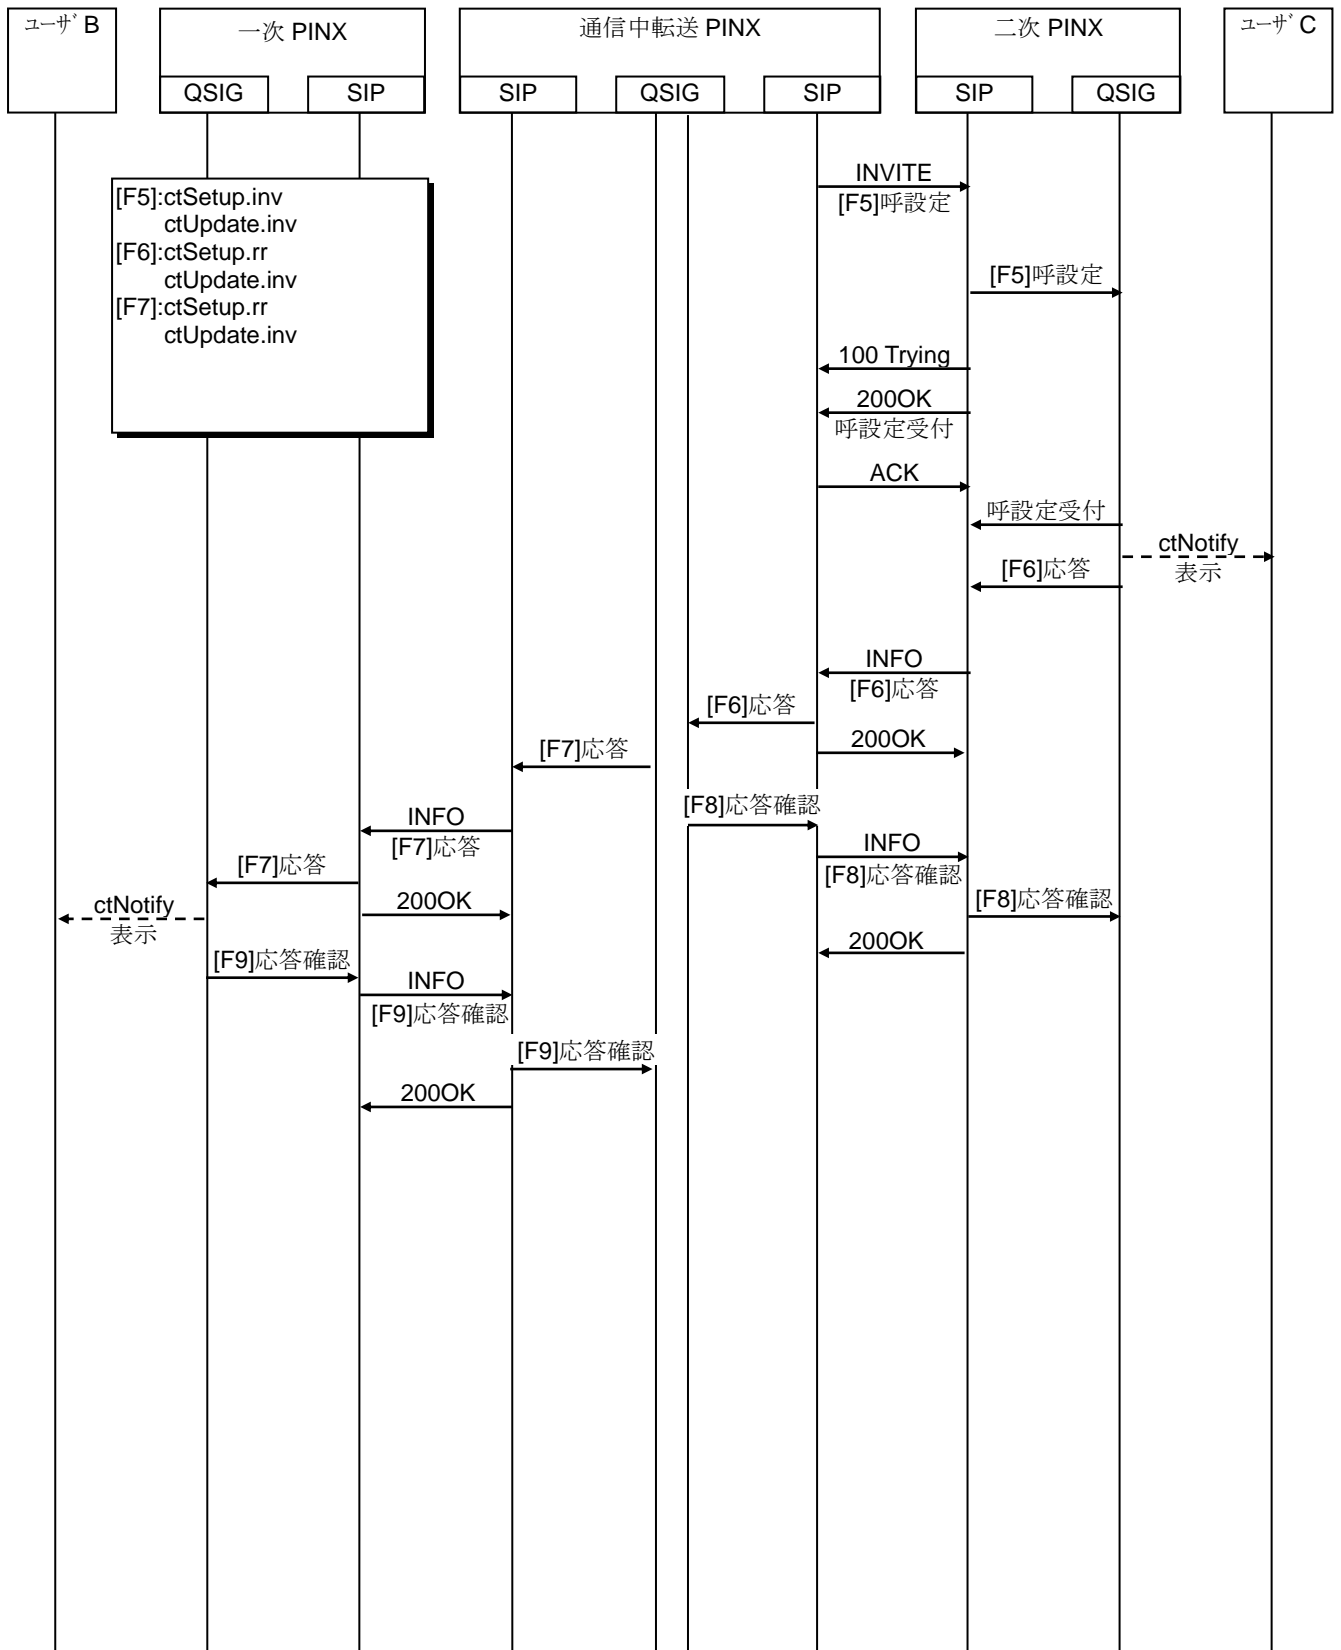 ﾕｰｻﾞ B
一次 PINX
通信中転送 PINX
二次 PINX
ﾕｰｻﾞ C
QSIG
SIP
SIP
QSIG
SIP
SIP
QSIG
[F5]:ctSetup.inv
ctUpdate.inv
[F6]:ctSetup.rr
ctUpdate.inv
[F7]:ctSetup.rr
ctUpdate.inv
INVITE
[F5]呼設定
[F5]呼設定
100 Trying
200OK
呼設定受付
ACK
呼設定受付
ctNotify
表示
[F6]応答
INFO
[F6]応答
[F6]応答
200OK
[F7]応答
[F8]応答確認
INFO
[F7]応答
INFO
[F8]応答確認
[F7]応答
200OK
[F8]応答確認
ctNotify
表示
200OK
[F9]応答確認
INFO
[F9]応答確認
[F9]応答確認
200OK